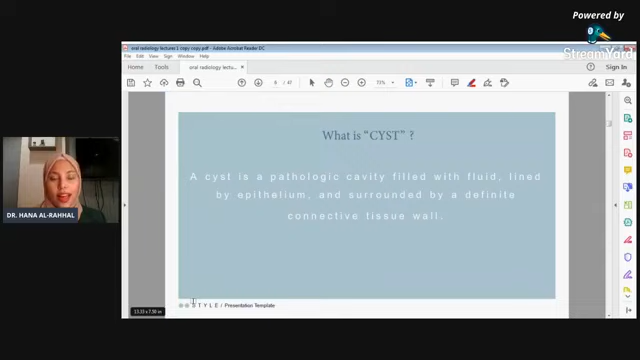 Powered by
StreamYard
oral radiology lectures 2 copy copy.pdf - Adobe Acrobat Reader DC
File Edit View Sign Window Help
Home Tools oral radiology lectu... ×
Sign In
6 / 47
73%
What is “CYST” ?
A cyst is a pathologic cavity filled with fluid, lined
by epithelium, and surrounded by a definite
connective tissue wall.
DR. HANA AL-RAHHAL
STYLE / Presentation Template
13.33 x 7.50 in